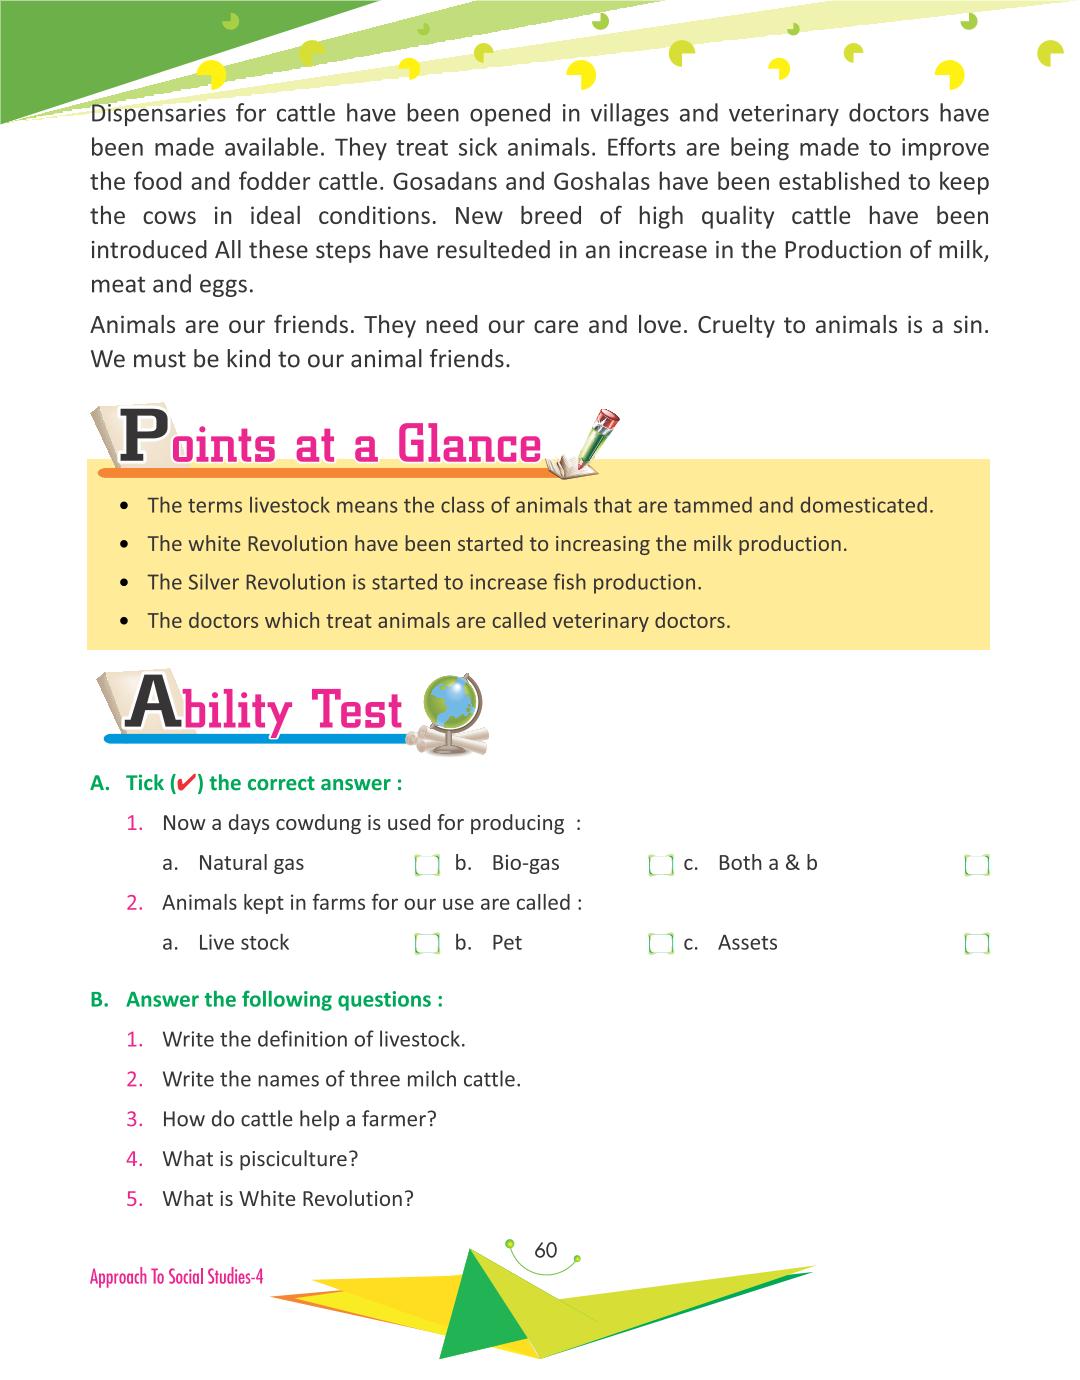 Dispensaries for cattle have been opened in villages and veterinary doctors have
been made available. They treat sick animals. Efforts are being made to improve
the food and fodder cattle. Gosadans and Goshalas have been established to keep
the cows in ideal conditions. New breed of high quality cattle have been
introduced All these steps have resulteded in an increase in the Production of milk,
meat and eggs.
Animals are our friends. They need our care and love. Cruelty to animals is a sin.
We must be kind to our animal friends.
Points at a Glance
• The terms livestock means the class of animals that are tammed and domesticated.
• The white Revolution have been started to increasing the milk production.
• The Silver Revolution is started to increase fish production.
• The doctors which treat animals are called veterinary doctors.
Ability Test
A. Tick (✔) the correct answer :
1. Now a days cowdung is used for producing :
a. Natural gas b. Bio-gas c. Both a & b
2. Animals kept in farms for our use are called :
a. Live stock b. Pet c. Assets
B. Answer the following questions :
1. Write the definition of livestock.
2. Write the names of three milch cattle.
3. How do cattle help a farmer?
4. What is pisciculture?
5. What is White Revolution?
60
Approach To Social Studies-4